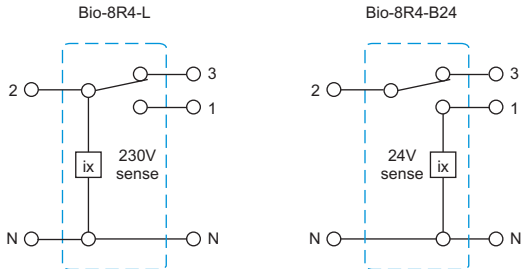 Bio-8R4-L
Bio-8R4-B24
2
3
1
ix
230V
sense
N
N
2
3
1
24V
sense
ix
N
N